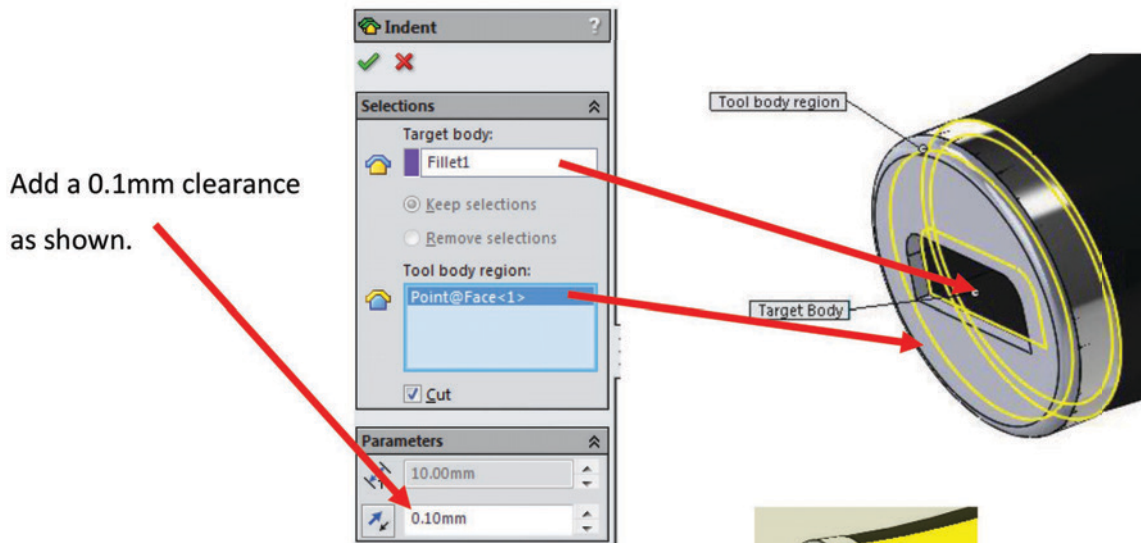 Indent
?
Selections
Target body:
Fillet1
Keep selections
Remove selections
Tool body region:
Point@Face<1>
Cut
Parameters
10.00mm
0.10mm
Add a 0.1mm clearance
as shown.
Tool body region
Target Body